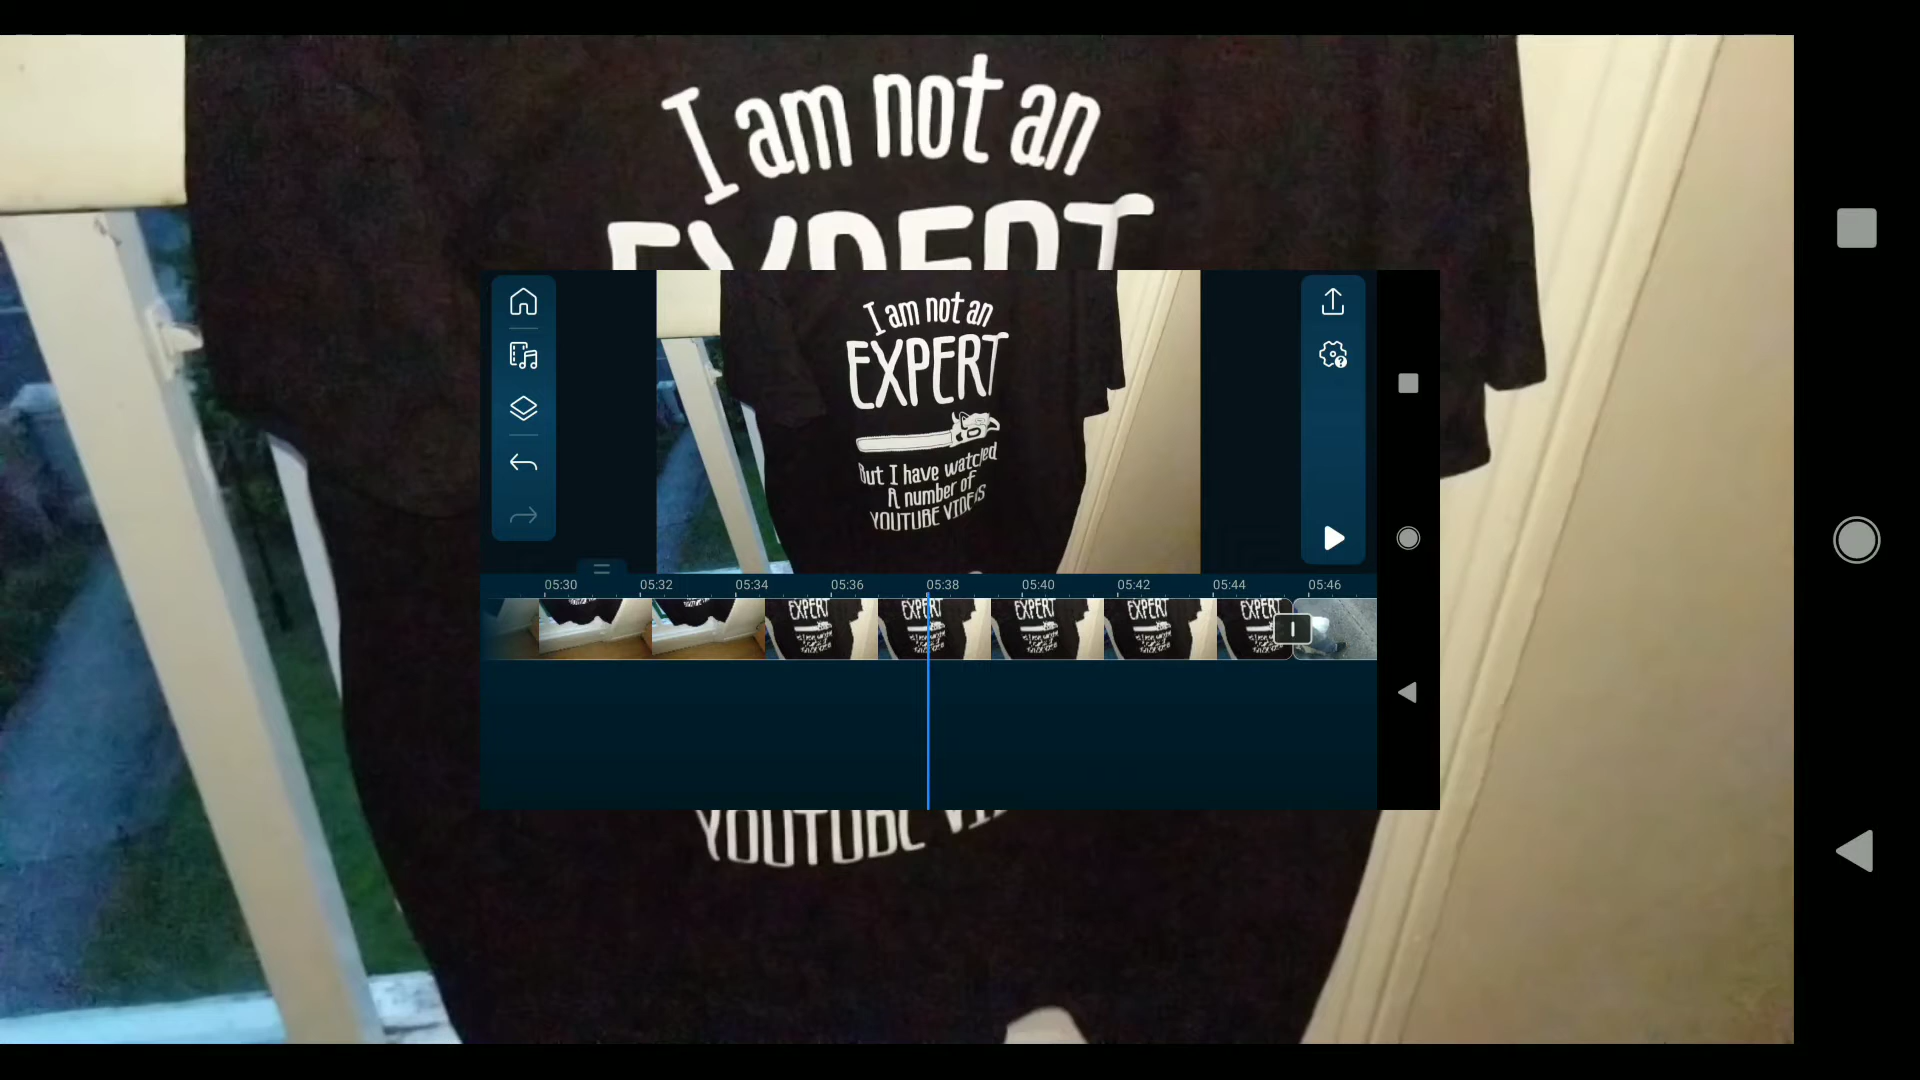 I am not an
EXPERT
I am not an
EXPERT
But I have watched
A number of
YOUTUBE VIDEOS
05:30 05:32 05:34 05:36 05:38 05:40 05:42 05:44 05:46
EXPERT EXPERT EXPERT EXPERT EXPERT
YOUTUBE